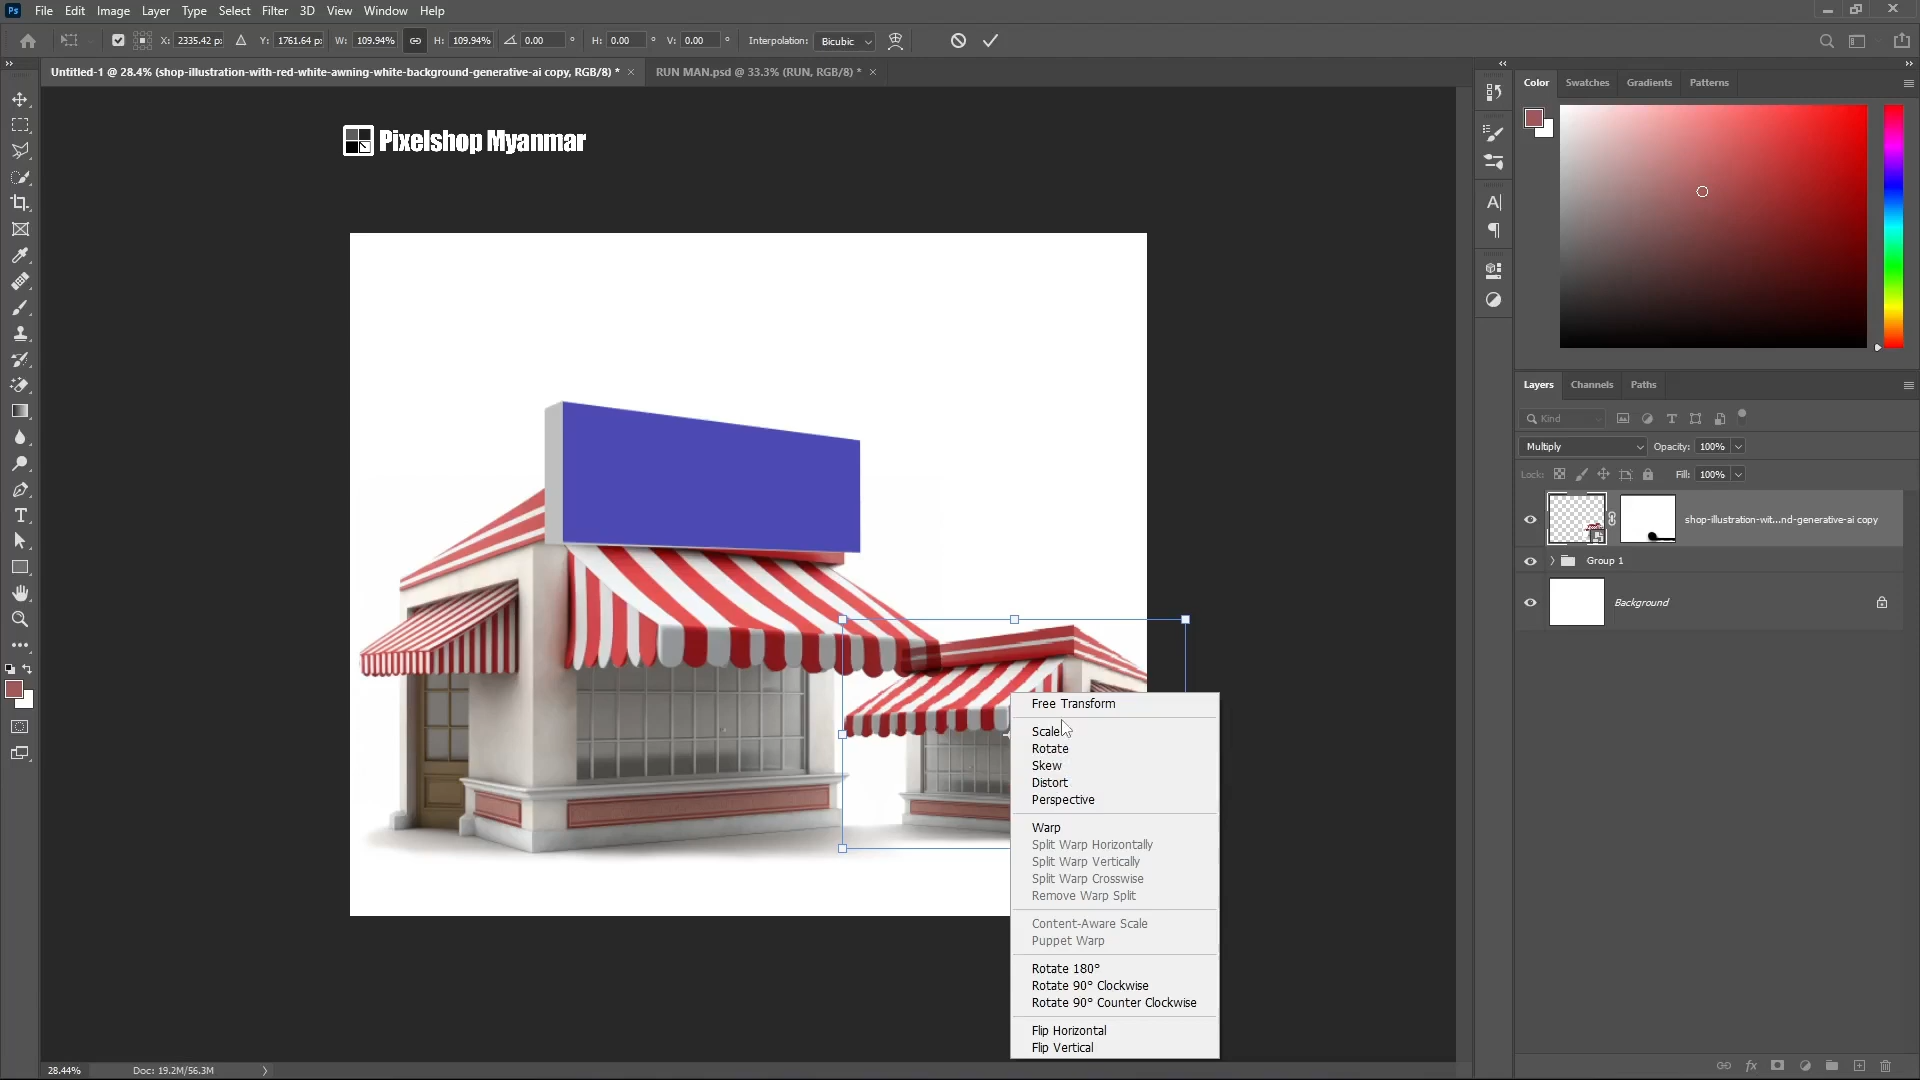 Ps File Edit Image Layer Type Select Filter 3D View Window Help
X: 2335.42 p: Y: 1761.64 p: W: 109.94% H: 109.94% 0.00 ° H: 0.00 ° V: 0.00 ° Interpolation: Bicubic
Untitled-1 @ 28.4% (shop-illustration-with-red-white-awning-white-background-generative-ai copy, RGB/8) * × RUN MAN.psd @ 33.3% (RUN, RGB/8) * ×
Pixelshop Myanmar
Free Transform
Scale
Rotate
Skew
Distort
Perspective
Warp
Split Warp Horizontally
Split Warp Vertically
Split Warp Crosswise
Remove Warp Split
Content-Aware Scale
Puppet Warp
Rotate 180°
Rotate 90° Clockwise
Rotate 90° Counter Clockwise
Flip Horizontal
Flip Vertical
Color Swatches Gradients Patterns
Layers Channels Paths
Kind
Multiply Opacity: 100%
Lock: Fill: 100%
shop-illustration-wit...nd-generative-ai copy
Group 1
Background
28.44% Doc: 19.2M/56.3M